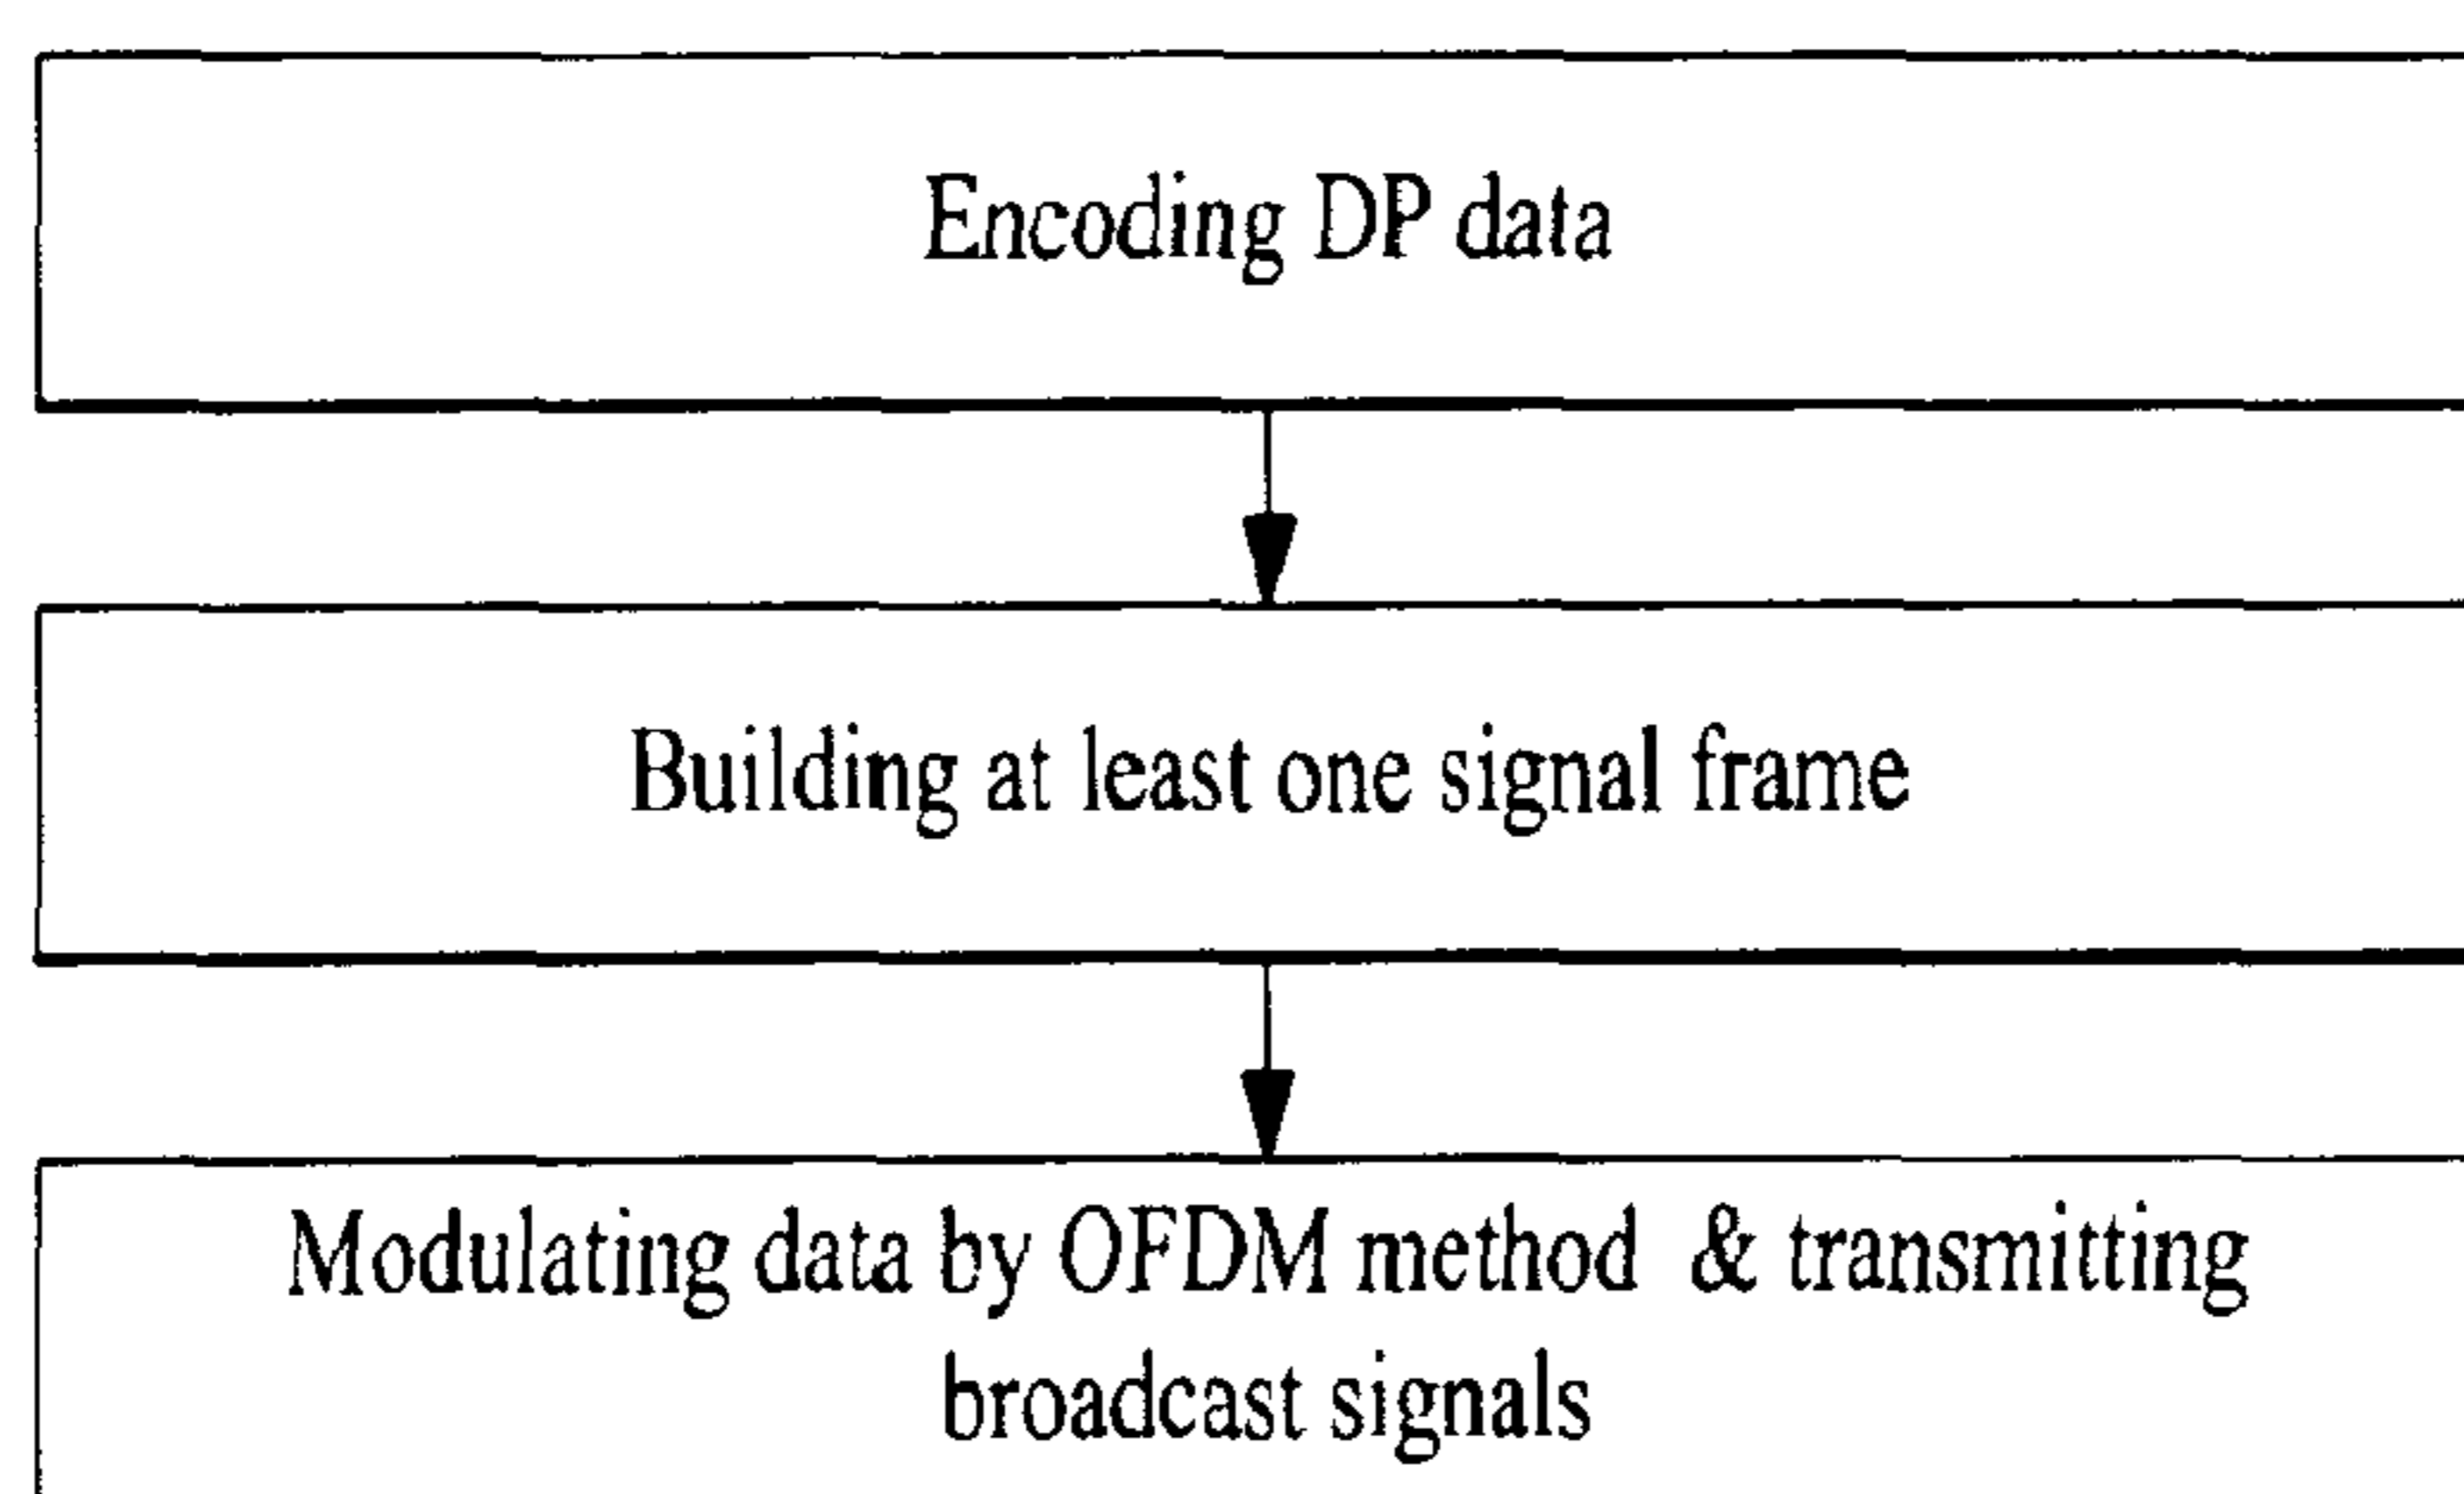 Encoding DP data
Building at least one signal frame
Modulating data by OFDM method & transmitting
broadcast signals